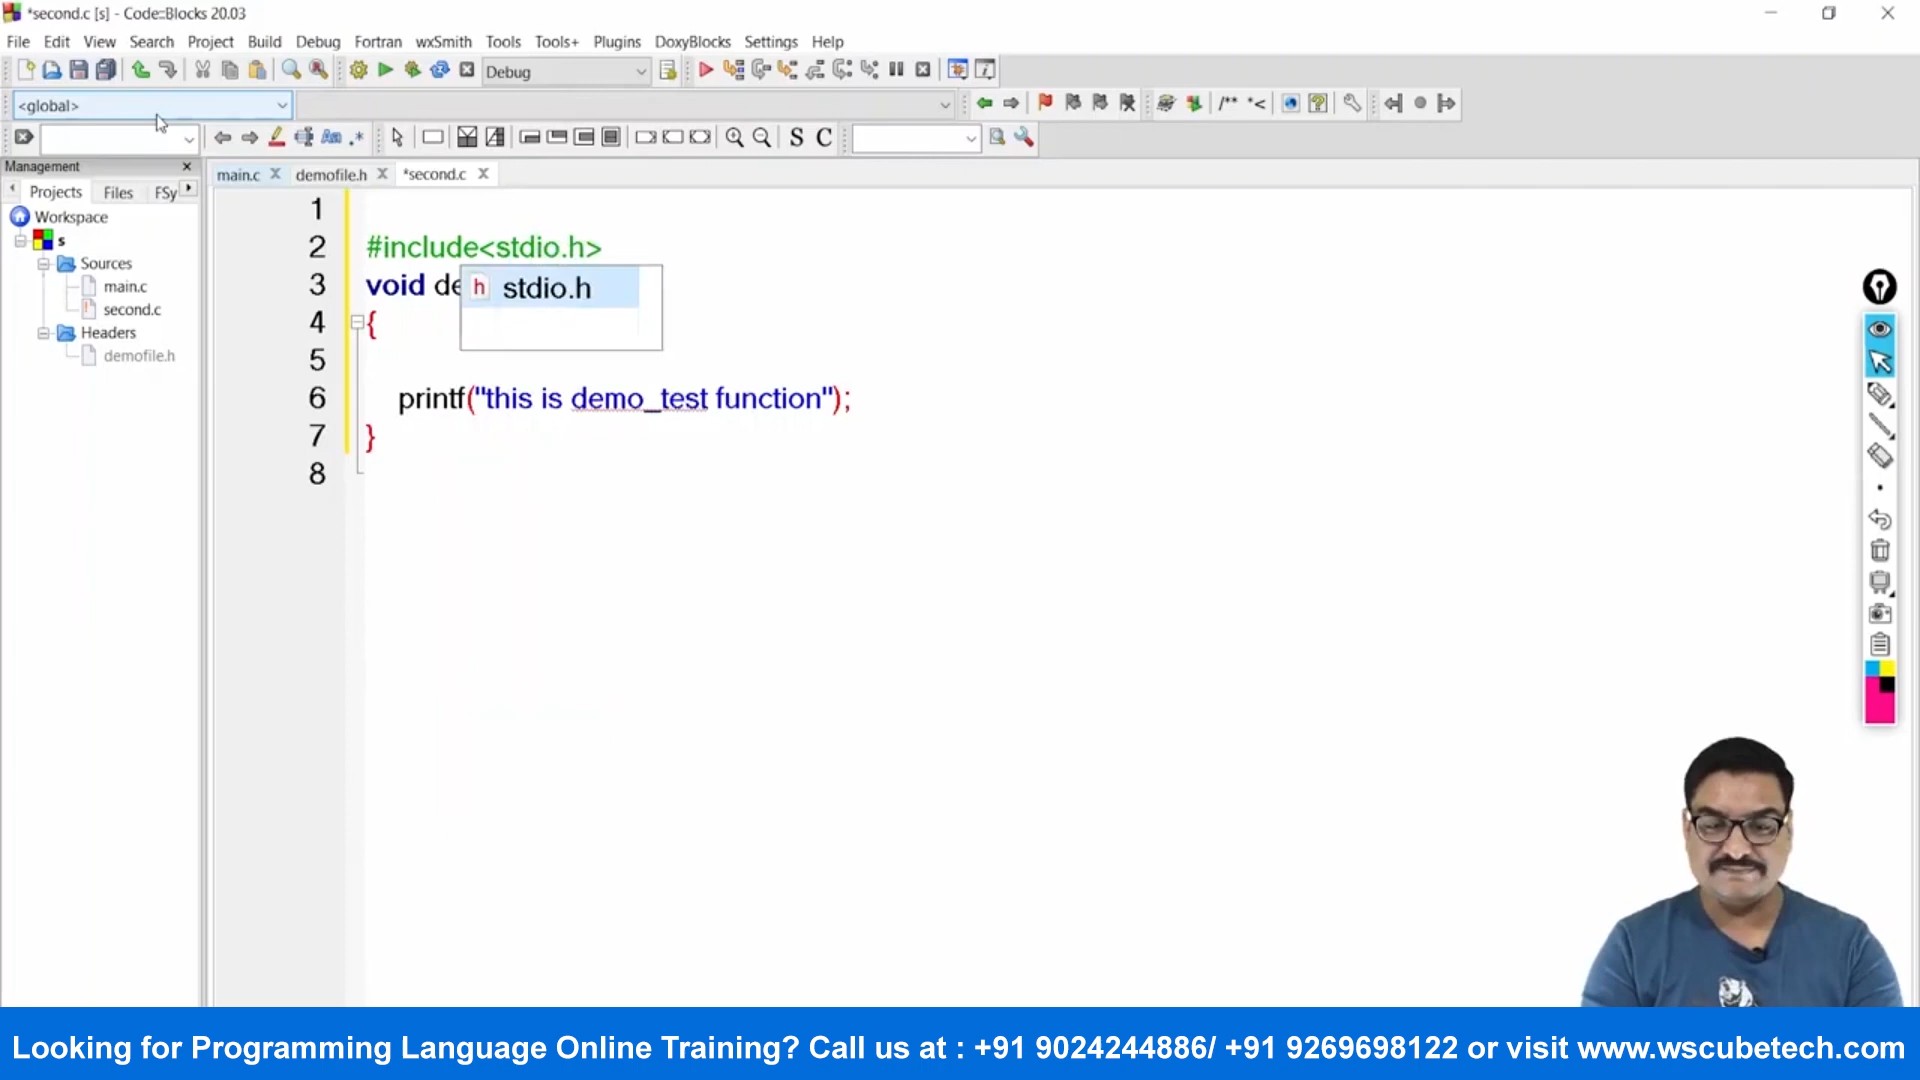 *second.c [s] - Code::Blocks 20.03
File Edit View Search Project Build Debug Fortran wxSmith Tools Tools+ Plugins DoxyBlocks Settings Help
Debug
<global>
/** *<
Aa .*
S C
Management
main.c demofile.h *second.c
Projects Files FSy
Workspace
s
Sources
main.c
second.c
Headers
demofile.h
1
2 #include<stdio.h>
3 void de
h stdio.h
4 {
5
6 printf("this is demo_test function");
7 }
8
Looking for Programming Language Online Training? Call us at : +91 9024244886/ +91 9269698122 or visit www.wscubetech.com